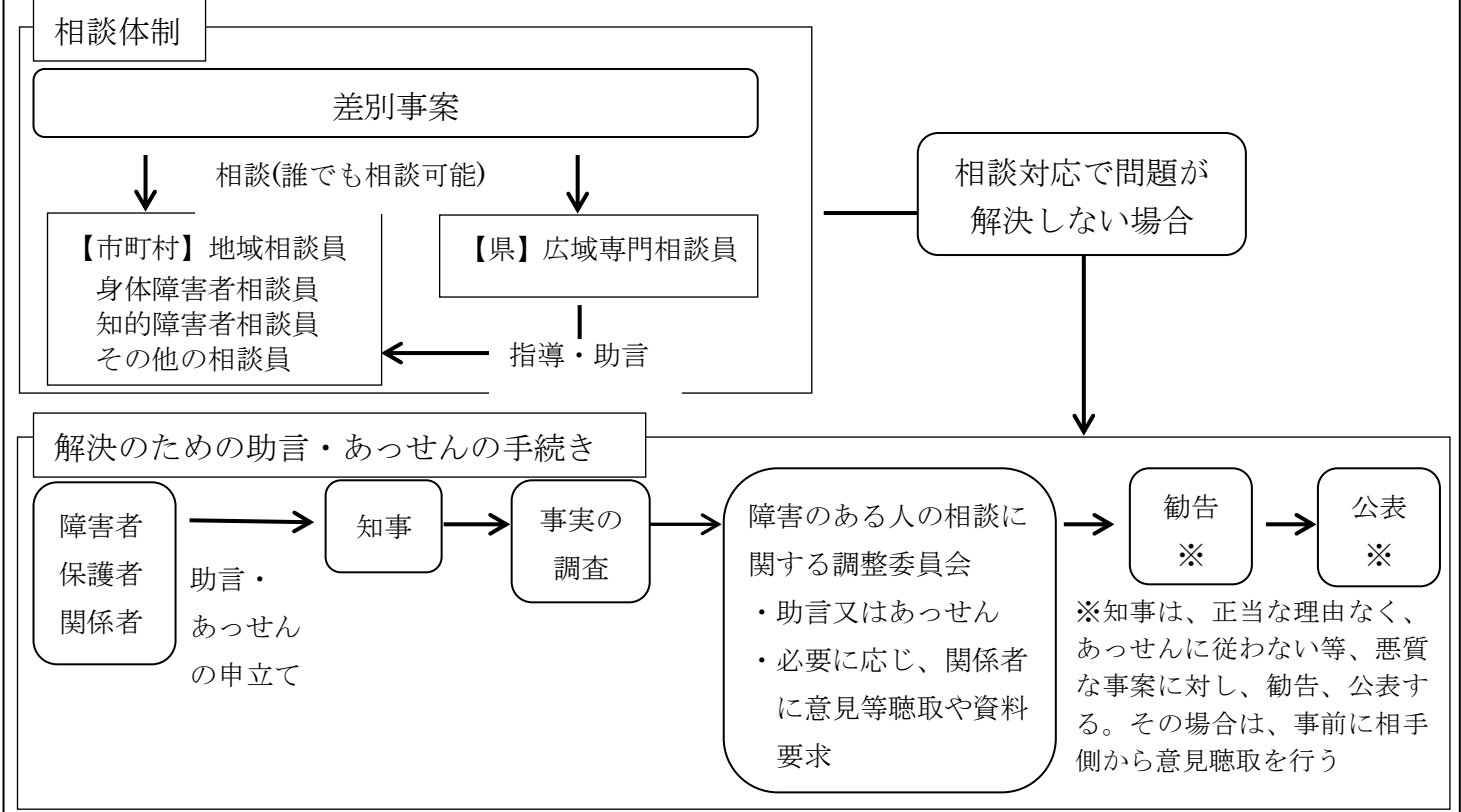 相談体制
差別事案
相談(誰でも相談可能)
【市町村】地域相談員
身体障害者相談員
知的障害者相談員
その他の相談員
【県】広域専門相談員
指導・助言
相談対応で問題が
解決しない場合
解決のための助言・あっせんの手続き
障害者
保護者
関係者
助言・
あっせん
の申立て
知事
事実の
調査
障害のある人の相談に
関する調整委員会
・助言又はあっせん
・必要に応じ、関係者
に意見等聴取や資料
要求
勧告
※
公表
※
※知事は、正当な理由なく、
あっせんに従わない等、悪質
な事案に対し、勧告、公表す
る。その場合は、事前に相手
側から意見聴取を行う